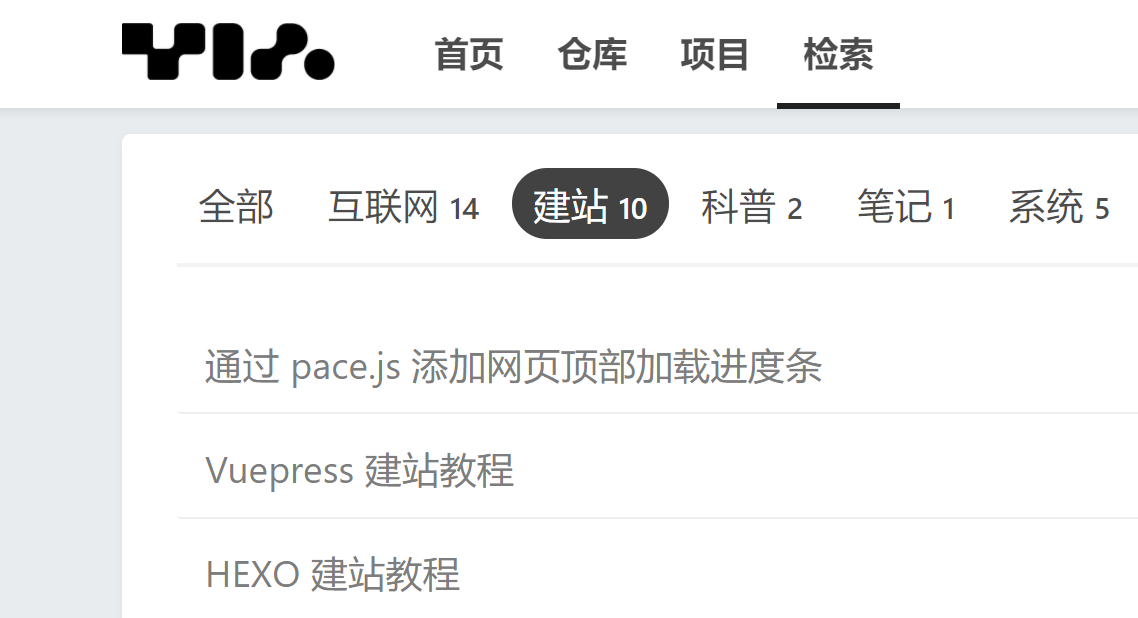 首页 仓库 项目 检索
全部 互联网 14 建站 10 科普 2 笔记 1 系统 5
通过 pace.js 添加网页顶部加载进度条
Vuepress 建站教程
HEXO 建站教程